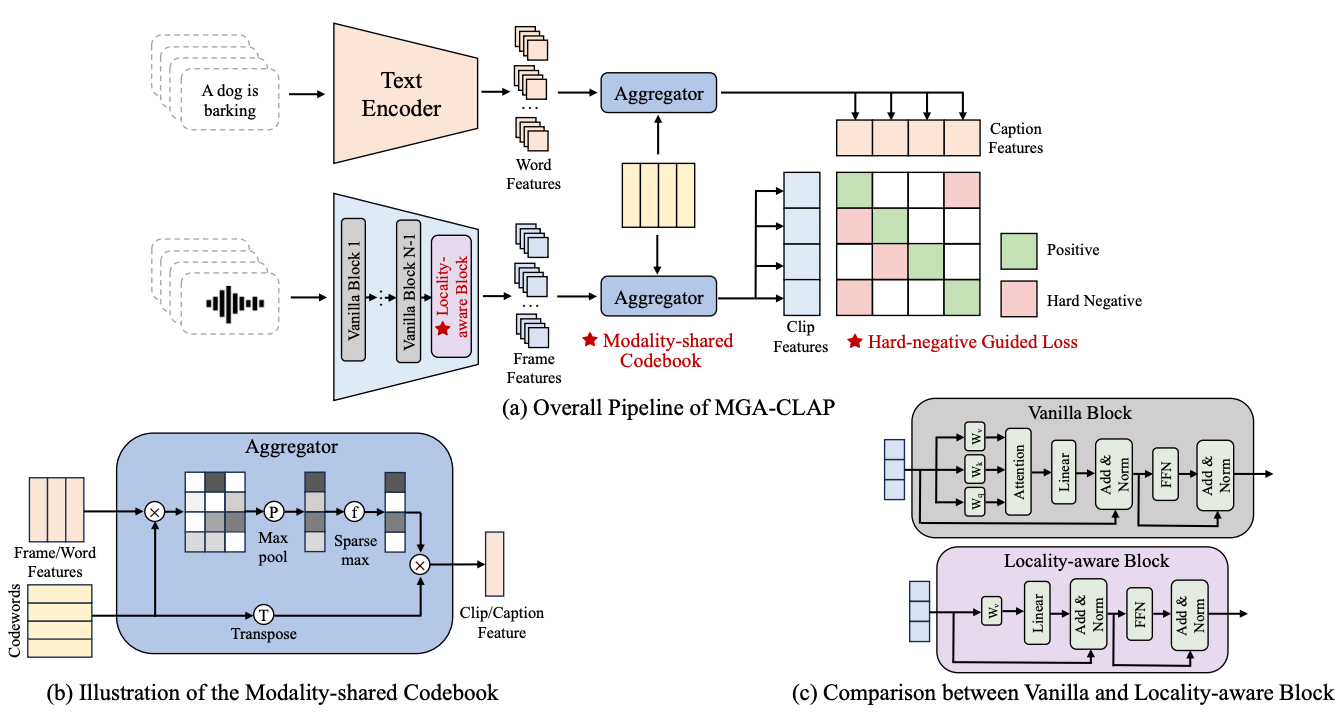 A dog is
barking
Text
Encoder
...
Word
Features
Aggregator
Caption
Features
Vanilla Block 1
...
Vanilla Block N-1
★ Locality-
aware Block
...
Frame
Features
Aggregator
★ Modality-shared
Codebook
Clip
Features
Positive
Hard Negative
★ Hard-negative Guided Loss
(a) Overall Pipeline of MGA-CLAP
Aggregator
Frame/Word
Features
Codewords
×
P
Max
pool
f
Sparse
max
×
T
Transpose
Clip/Caption
Feature
(b) Illustration of the Modality-shared Codebook
Vanilla Block
Wv
Wk
Wq
Attention
Linear
Add &
Norm
FFN
Add &
Norm
Locality-aware Block
Wv
Linear
Add &
Norm
FFN
Add &
Norm
(c) Comparison between Vanilla and Locality-aware Block